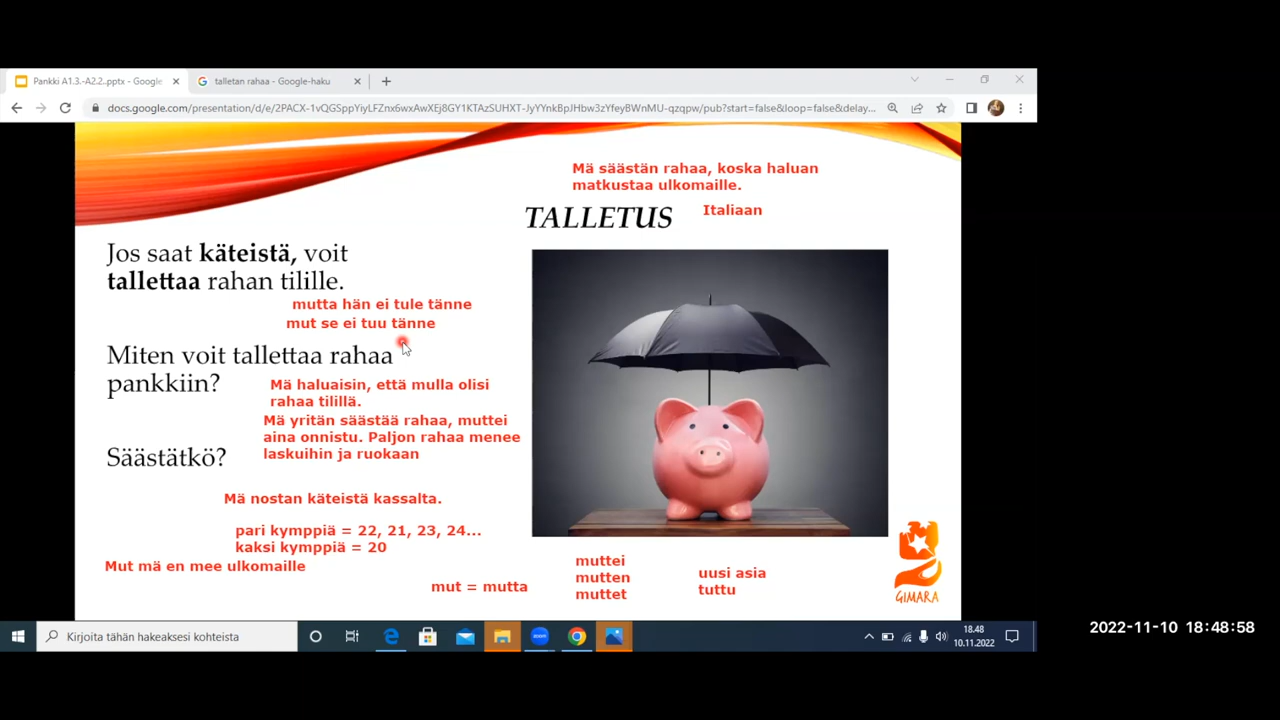 Pankki A1.3.-A2.2..pptx - Google
talletan rahaa - Google-haku
docs.google.com/presentation/d/e/2PACX-1vQGSppYiyLFZnx6wxAwXEj8GY1KTAzSUHXT-JyYYnkBpJHbw3zYfeyBWnMU-qzqpw/pub?start=false&loop=false&delay...
Mä säästän rahaa, koska haluan
matkustaa ulkomaille.
TALLETUS
Italiaan
Jos saat käteistä, voit
tallettaa rahan tilille.
mutta hän ei tule tänne
mut se ei tuu tänne
Miten voit tallettaa rahaa
pankkiin?
Mä haluaisin, että mulla olisi
rahaa tilillä.
Mä yritän säästää rahaa, muttei
aina onnistu. Paljon rahaa menee
laskuihin ja ruokaan
Säästätkö?
Mä nostan käteistä kassalta.
pari kymppiä = 22, 21, 23, 24...
kaksi kymppiä = 20
Mut mä en mee ulkomaille
mut = mutta
muttei
mutten
muttet
uusi asia
tuttu
GIMARA
Kirjoita tähän hakeaksesi kohteista
zoom
18.48
10.11.2022
2022-11-10 18:48:58